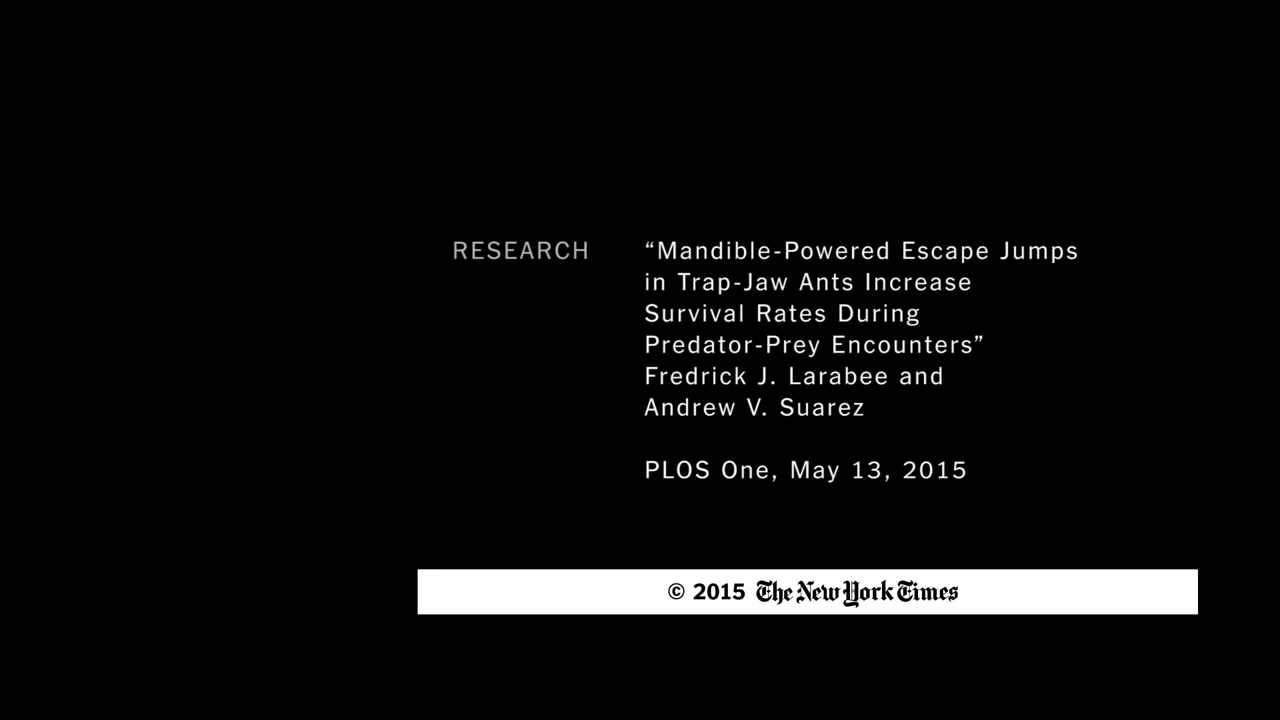 RESEARCH
“Mandible-Powered Escape Jumps
in Trap-Jaw Ants Increase
Survival Rates During
Predator-Prey Encounters”
Fredrick J. Larabee and
Andrew V. Suarez
PLOS One, May 13, 2015
© 2015 The New York Times